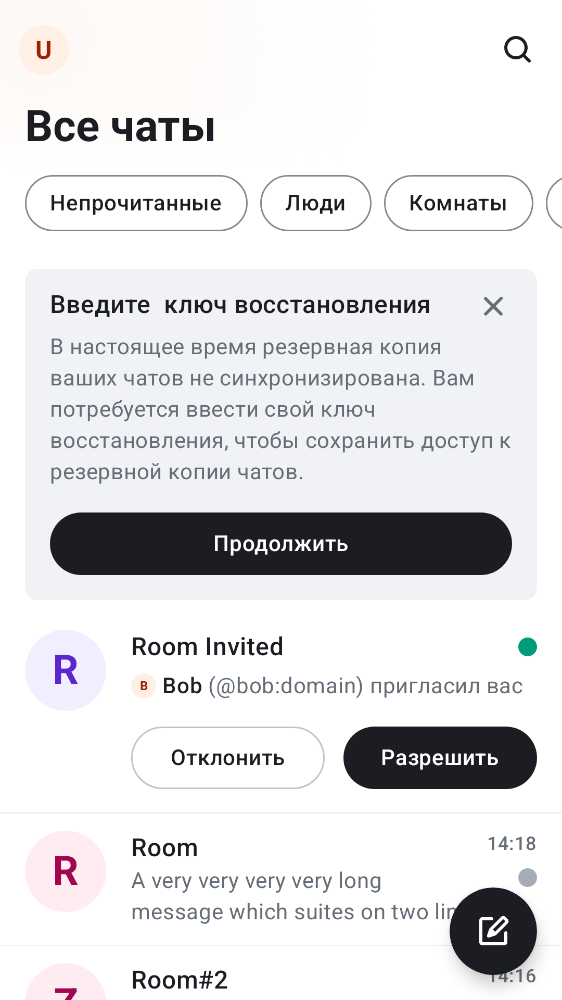 U
Все чаты
Непрочитанные Люди Комнаты
Введите  ключ восстановления
В настоящее время резервная копия
ваших чатов не синхронизирована. Вам
потребуется ввести свой ключ
восстановления, чтобы сохранить доступ к
резервной копии чатов.
Продолжить
R
Room Invited
B Bob (@bob:domain) пригласил вас
Отклонить Разрешить
R
Room 14:18
A very very very very long
message which suites on two
Room#2 14:16